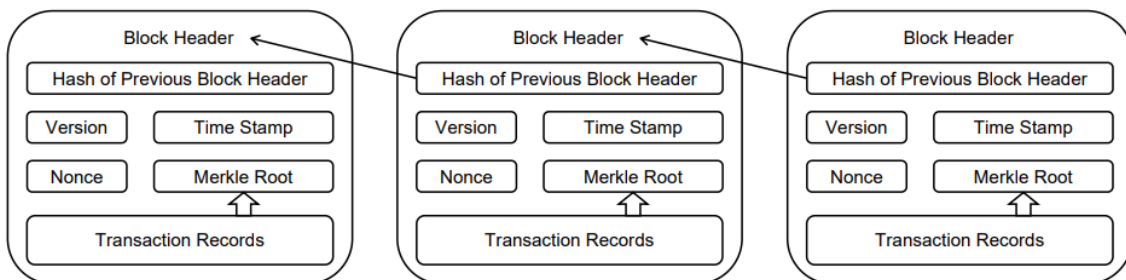 Block Header
Hash of Previous Block Header
Version
Time Stamp
Nonce
Merkle Root
Transaction Records
Block Header
Hash of Previous Block Header
Version
Time Stamp
Nonce
Merkle Root
Transaction Records
Block Header
Hash of Previous Block Header
Version
Time Stamp
Nonce
Merkle Root
Transaction Records